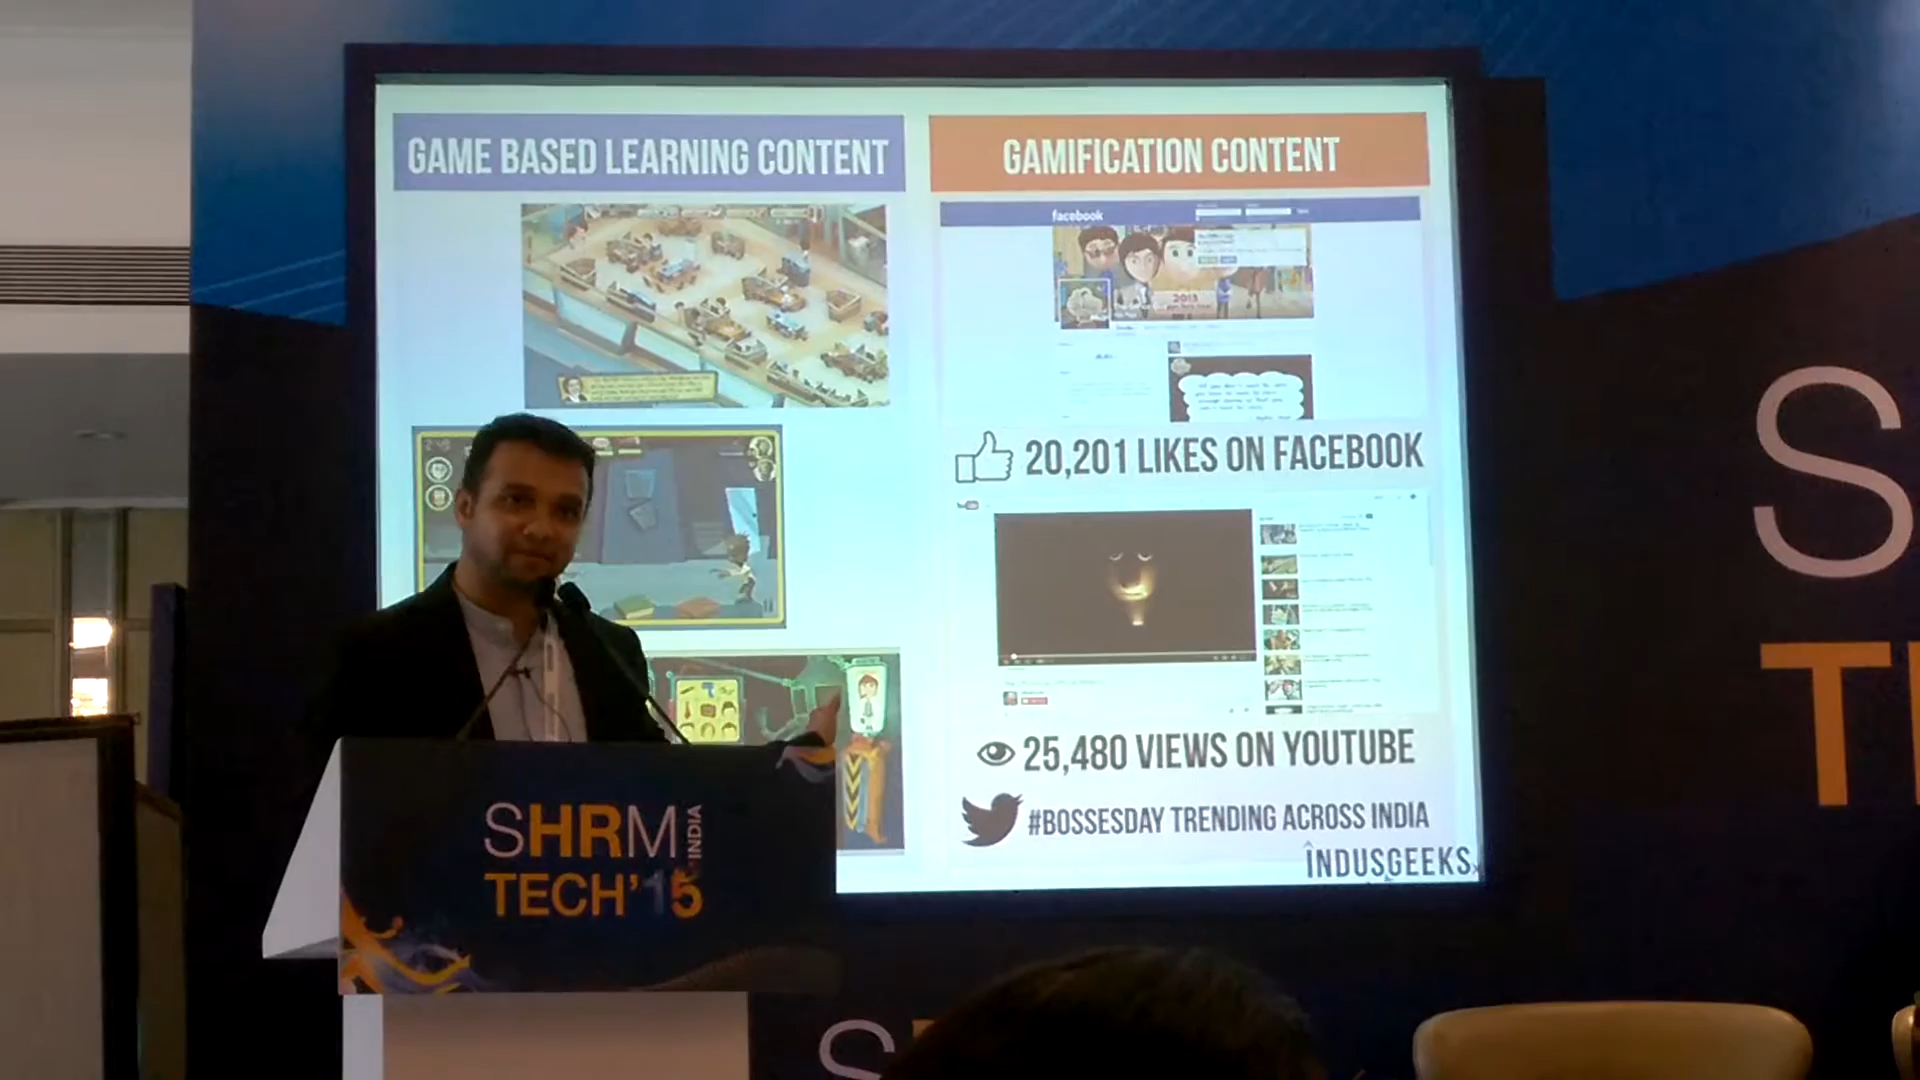 GAME BASED LEARNING CONTENT
GAMIFICATION CONTENT
facebook
2013
20,201 LIKES ON FACEBOOK
25,480 VIEWS ON YOUTUBE
#BOSSESDAY TRENDING ACROSS INDIA
INDUSGEEKS
SHRM
INDIA
TECH'15
S
T
S